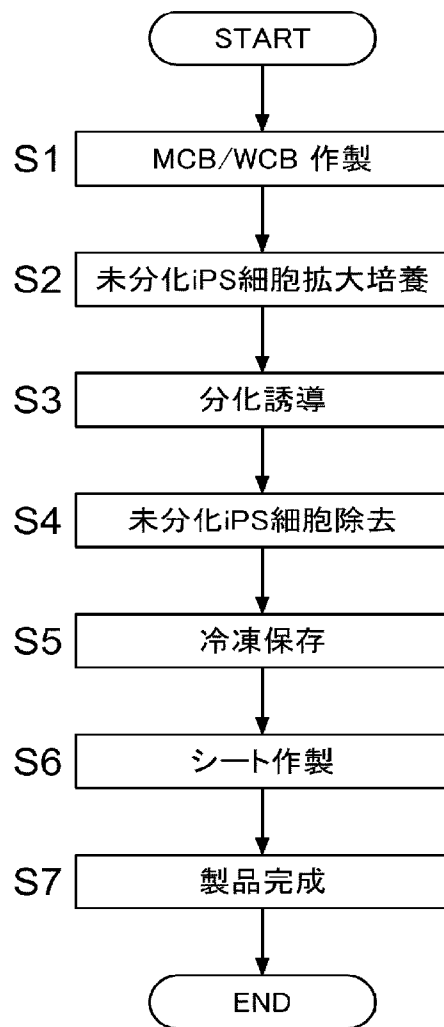 START
S1 MCB/WCB 作製
S2 未分化iPS細胞拡大培養
S3 分化誘導
S4 未分化iPS細胞除去
S5 冷凍保存
S6 シート作製
S7 製品完成
END